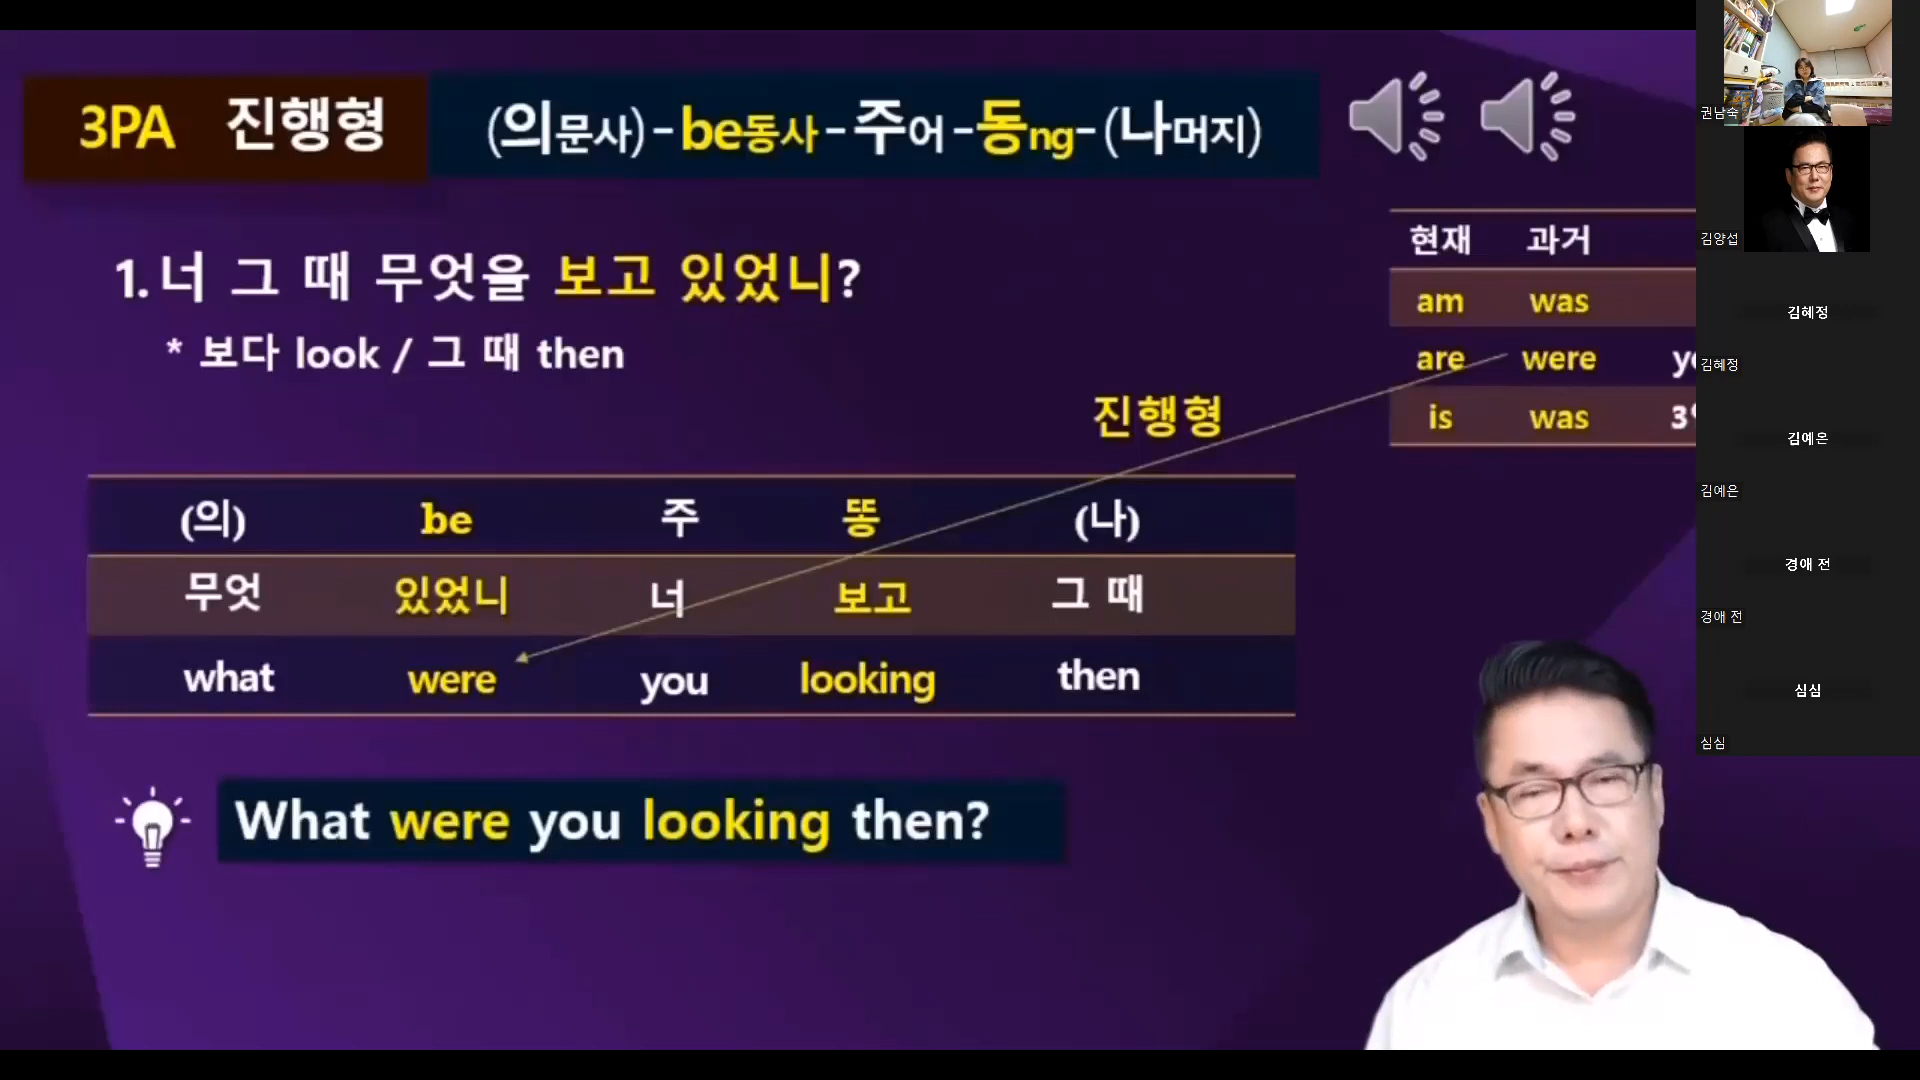 3PA 진행형 (의문사)-be동사-주어-동ng-(나머지)
1. 너 그 때 무엇을 보고 있었니?
* 보다 look / 그 때 then
현재 과거
am was
are were
is was
진행형
(의) be 주 똥 (나)
무엇 있었니 너 보고 그 때
what were you looking then
What were you looking then?
권남숙
김양섭
김혜정
김혜정
김예은
김예은
경애 전
경애 전
심심
심심